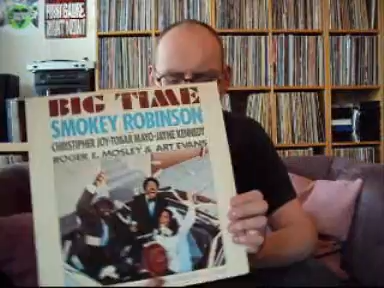 BIG TIME
SMOKEY ROBINSON
CHRISTOPHER JOY-TOBAR MAYO-JAYNE KENNEDY
ROGER E. MOSLEY & ART EVANS